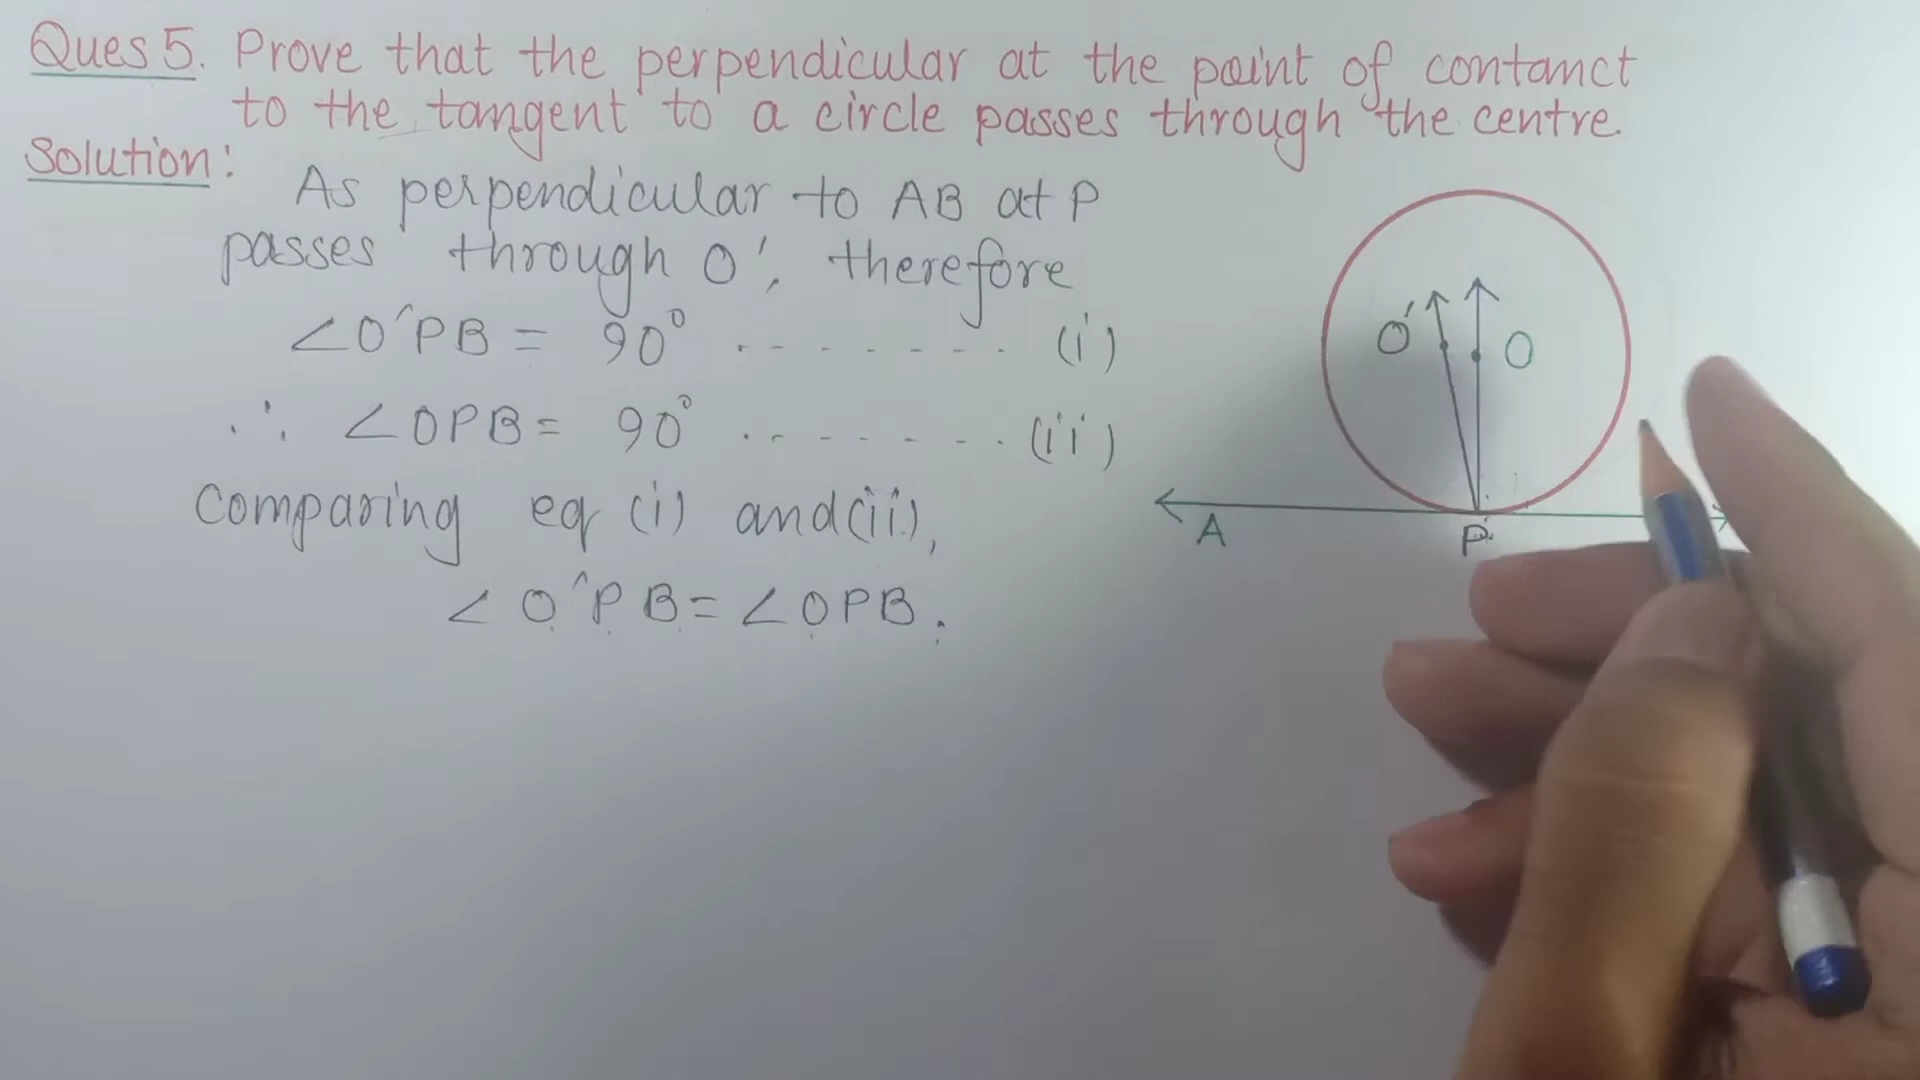 Ques 5. Prove that the perpendicular at the point of contanct
to the tangent to a circle passes through the centre.
Solution:
As perpendicular to AB at P
passes through O', therefore
∠O'PB = 90° - - - - - - - - (i)
∴ ∠OPB = 90° - - - - - - - - (ii)
Comparing eq (i) and (ii),
∠O'PB = ∠OPB.
O'
O
A
P